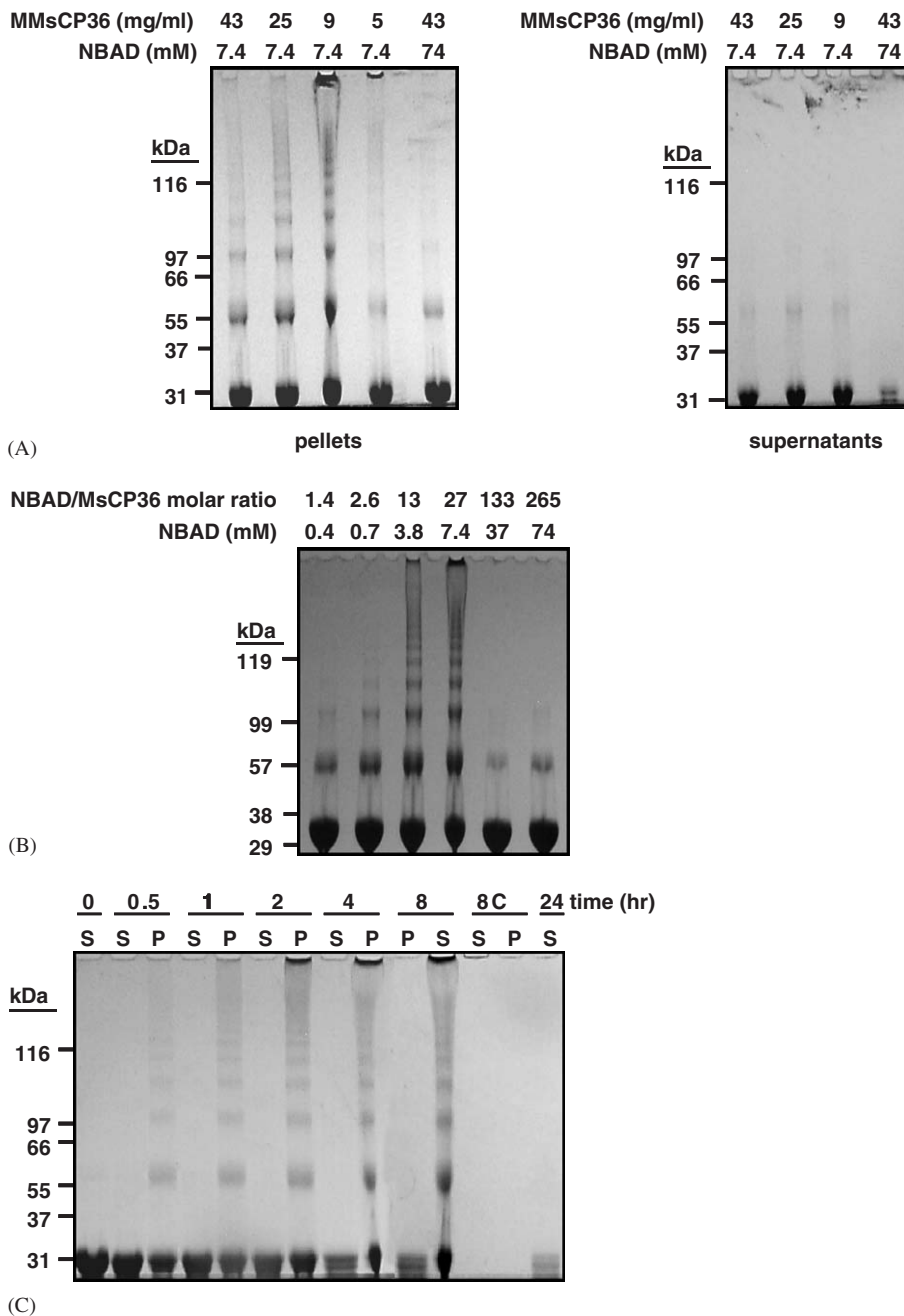 MMsCP36 (mg/ml) 43 25 9 5 43
NBAD (mM) 7.4 7.4 7.4 7.4 74
kDa
116
97
66
55
37
31
pellets
MMsCP36 (mg/ml) 43 25 9 43
NBAD (mM) 7.4 7.4 7.4 74
kDa
116
97
66
55
37
31
supernatants
(A)
NBAD/MsCP36 molar ratio 1.4 2.6 13 27 133 265
NBAD (mM) 0.4 0.7 3.8 7.4 37 74
kDa
119
99
57
38
29
(B)
0 0.5 1 2 4 8 8 C 24 time (hr)
S S P S P S P S P P S S P S
kDa
116
97
66
55
37
31
(C)